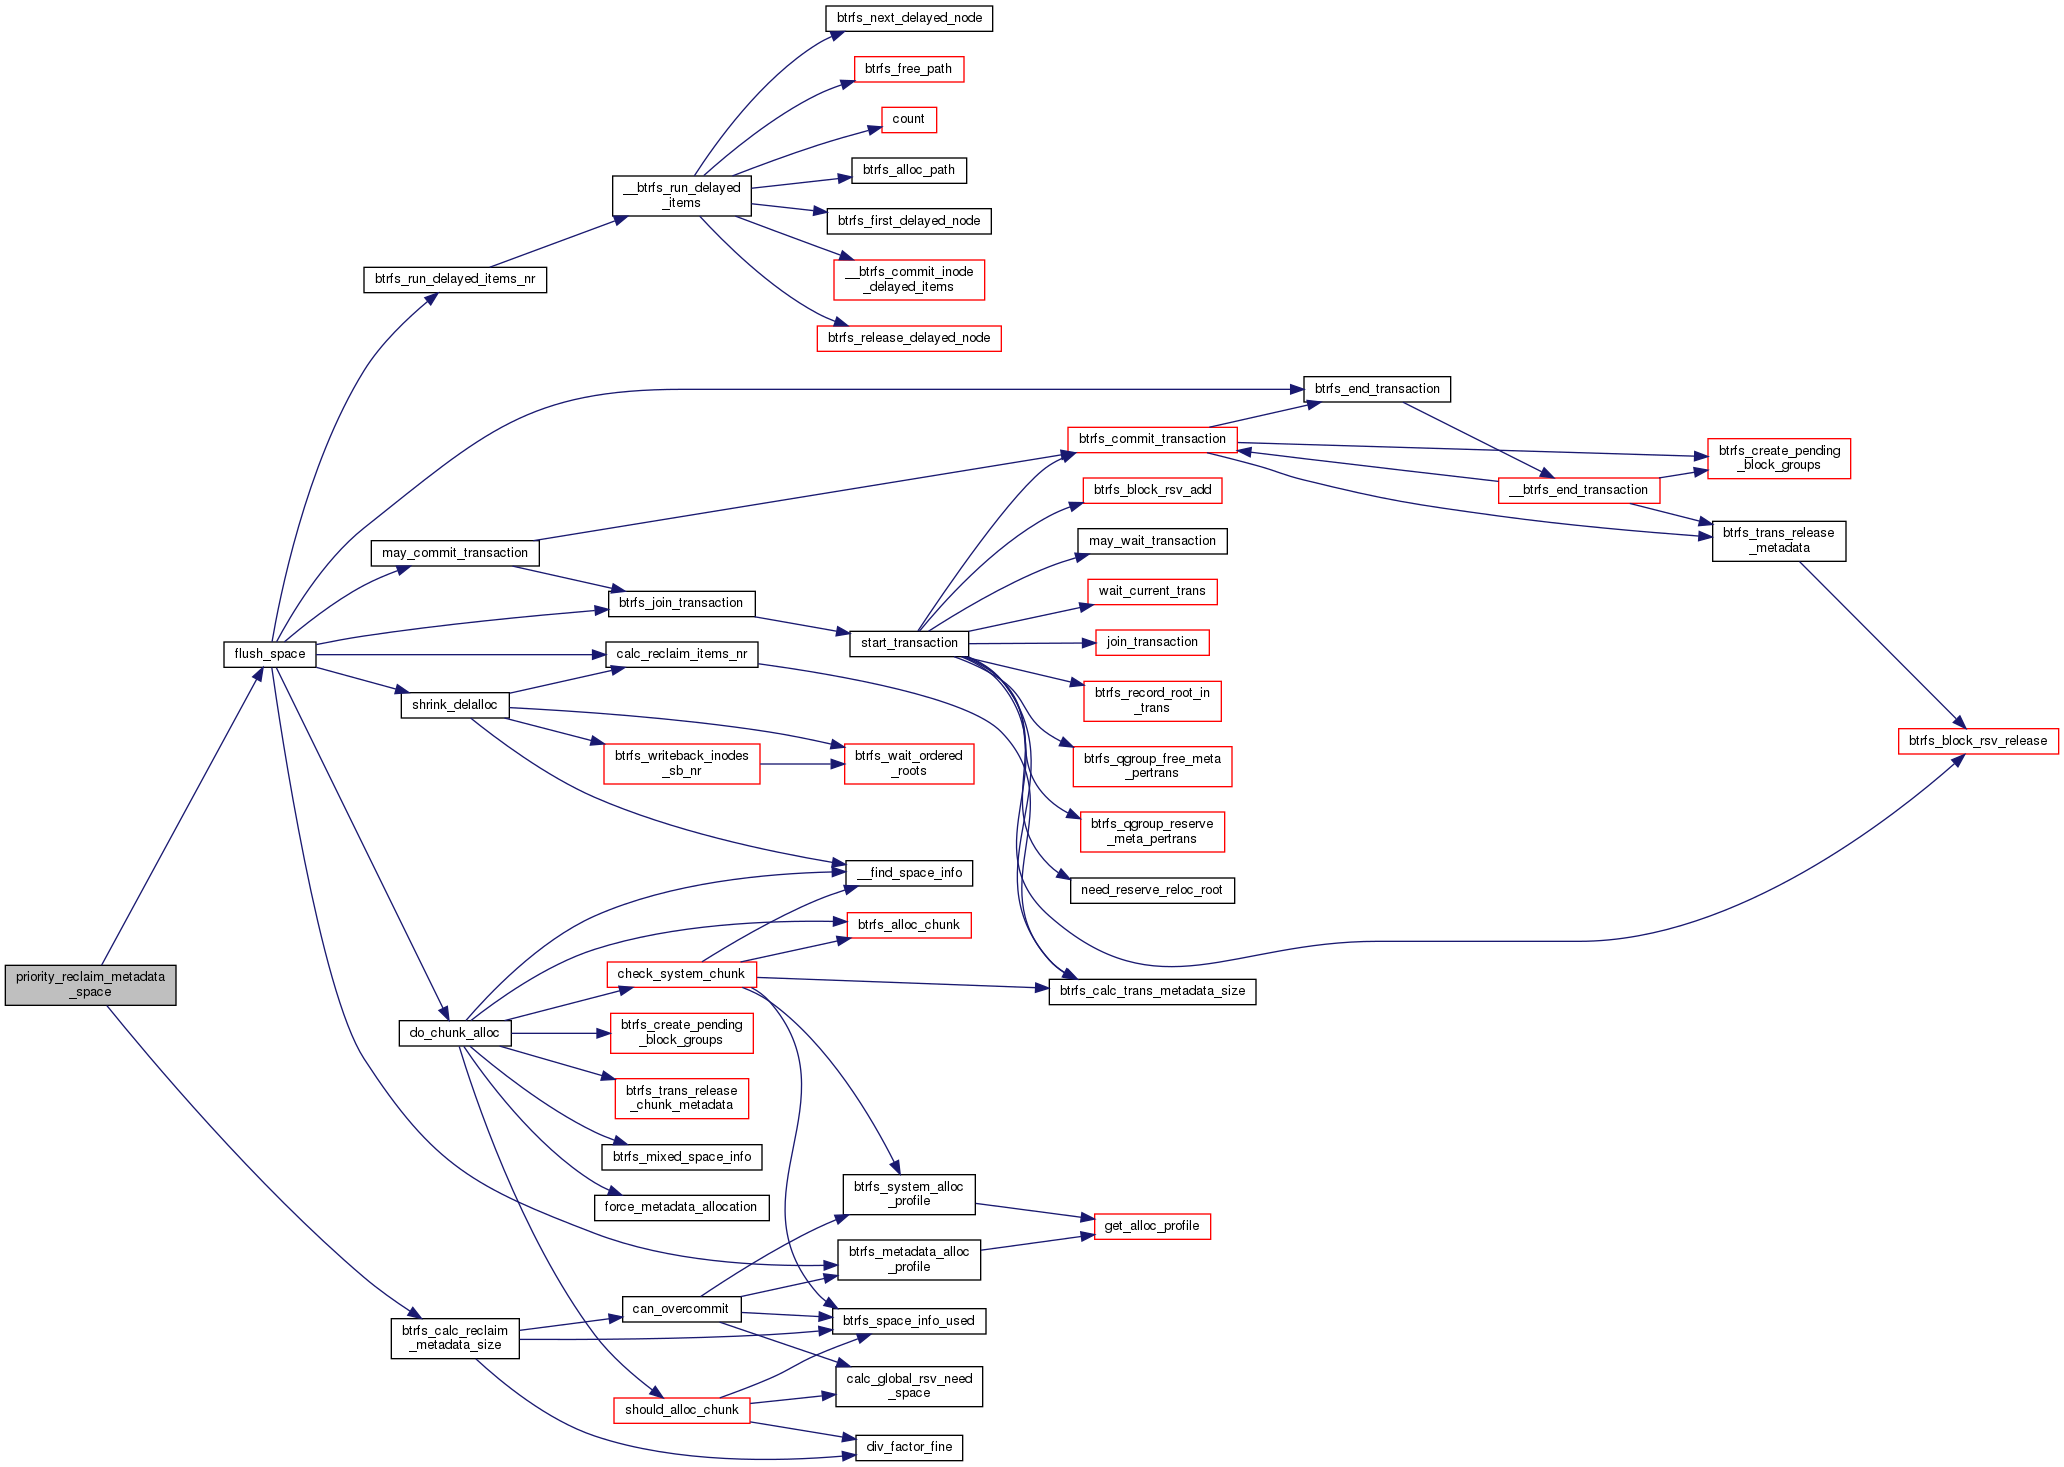 btrfs_next_delayed_node
btrfs_free_path
count
btrfs_alloc_path
__btrfs_run_delayed
_items
btrfs_first_delayed_node
__btrfs_commit_inode
_delayed_items
btrfs_run_delayed_items_nr
btrfs_release_delayed_node
btrfs_end_transaction
btrfs_commit_transaction
btrfs_create_pending
_block_groups
btrfs_block_rsv_add
__btrfs_end_transaction
may_commit_transaction
may_wait_transaction
btrfs_trans_release
_metadata
btrfs_join_transaction
wait_current_trans
flush_space
calc_reclaim_items_nr
start_transaction
join_transaction
shrink_delalloc
btrfs_record_root_in
_trans
btrfs_block_rsv_release
btrfs_writeback_inodes
_sb_nr
btrfs_wait_ordered
_roots
btrfs_qgroup_free_meta
_pertrans
btrfs_qgroup_reserve
_meta_pertrans
__find_space_info
need_reserve_reloc_root
btrfs_alloc_chunk
priority_reclaim_metadata
_space
check_system_chunk
btrfs_calc_trans_metadata_size
do_chunk_alloc
btrfs_create_pending
_block_groups
btrfs_trans_release
_chunk_metadata
btrfs_mixed_space_info
force_metadata_allocation
btrfs_system_alloc
_profile
get_alloc_profile
btrfs_metadata_alloc
_profile
can_overcommit
btrfs_space_info_used
btrfs_calc_reclaim
_metadata_size
calc_global_rsv_need
_space
should_alloc_chunk
div_factor_fine